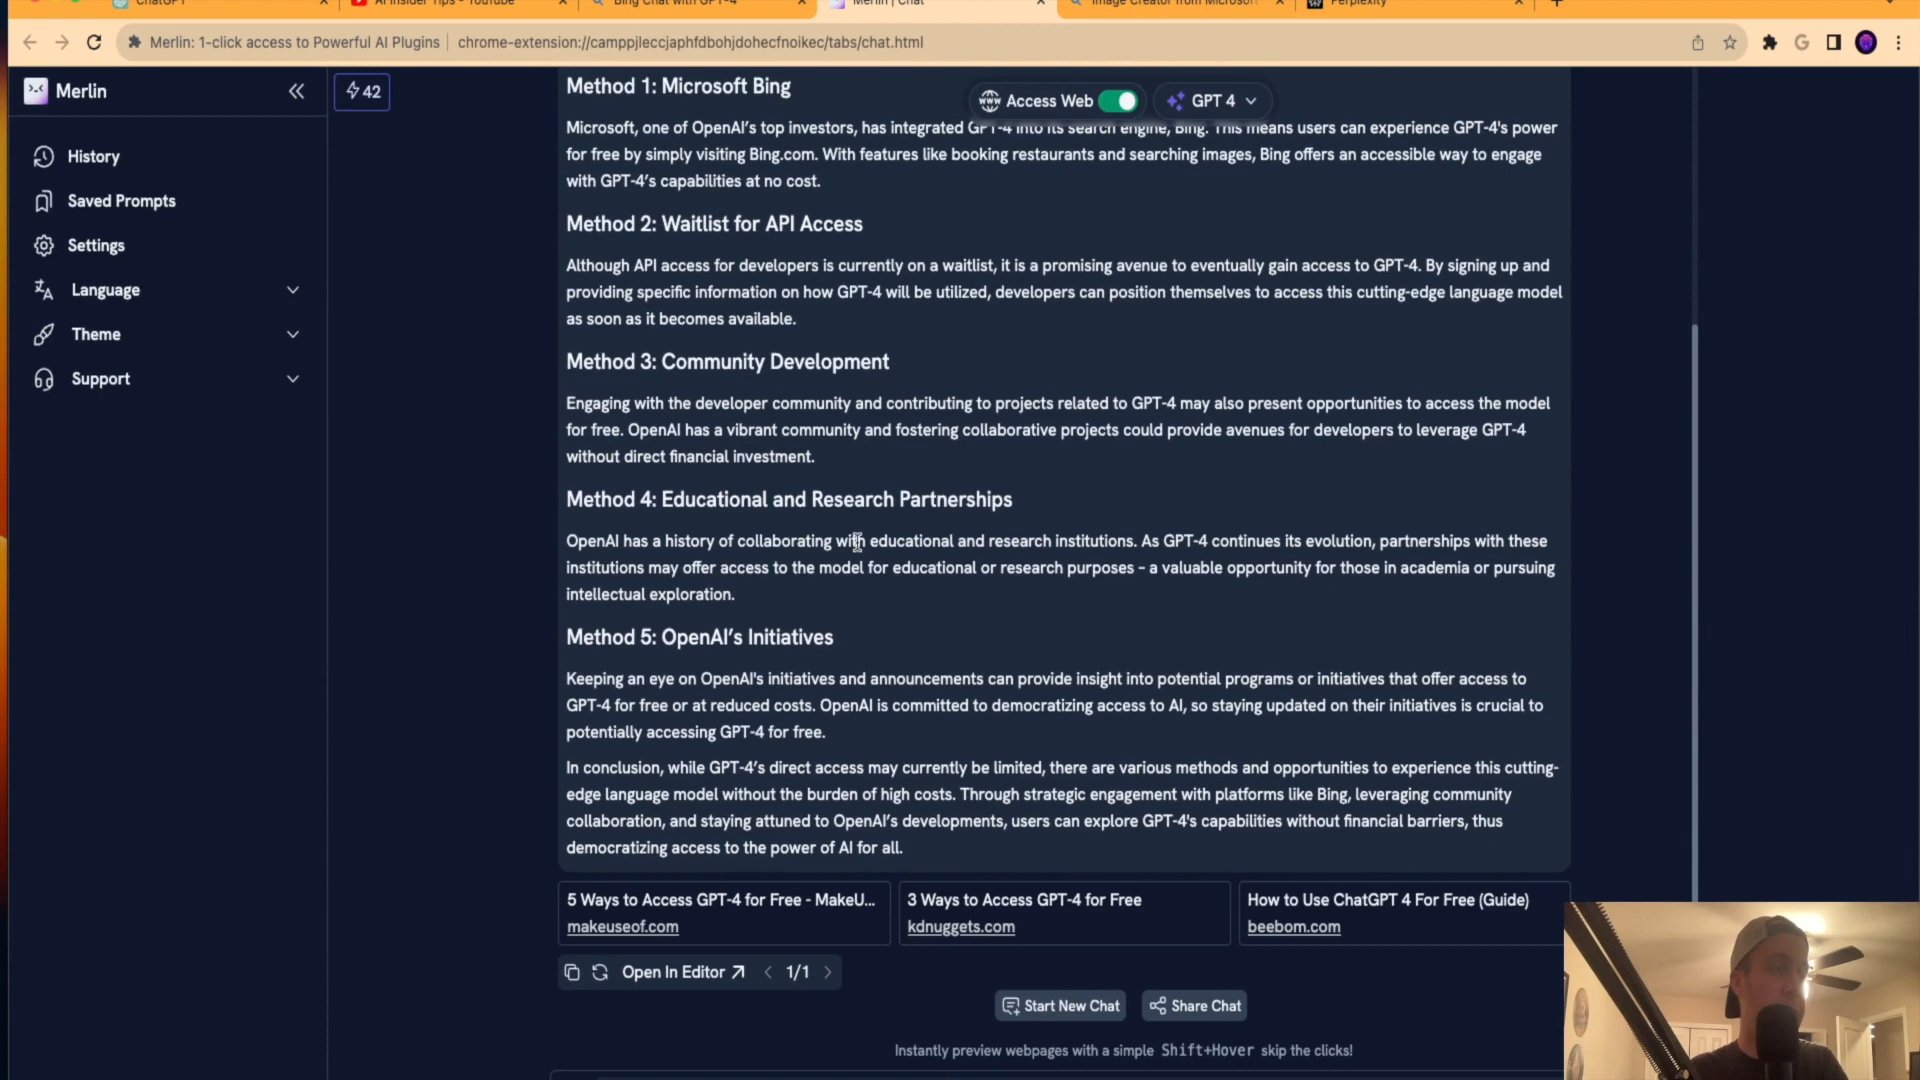 ChatGPT
AI Insider Tips - YouTube
Bing Chat with GPT-4
Merlin | Chat
Image Creator from Microsoft
Perplexity
Merlin: 1-click access to Powerful AI Plugins | chrome-extension://camppjleccjaphfdbohjdohecfnoikec/tabs/chat.html
Merlin
42
History
Saved Prompts
Settings
Language
Theme
Support
Access Web
GPT 4
Method 1: Microsoft Bing
Microsoft, one of OpenAI’s top investors, has integrated GPT-4 into its search engine, Bing. This means users can experience GPT-4's power
for free by simply visiting Bing.com. With features like booking restaurants and searching images, Bing offers an accessible way to engage
with GPT-4’s capabilities at no cost.
Method 2: Waitlist for API Access
Although API access for developers is currently on a waitlist, it is a promising avenue to eventually gain access to GPT-4. By signing up and
providing specific information on how GPT-4 will be utilized, developers can position themselves to access this cutting-edge language model
as soon as it becomes available.
Method 3: Community Development
Engaging with the developer community and contributing to projects related to GPT-4 may also present opportunities to access the model
for free. OpenAI has a vibrant community and fostering collaborative projects could provide avenues for developers to leverage GPT-4
without direct financial investment.
Method 4: Educational and Research Partnerships
OpenAI has a history of collaborating with educational and research institutions. As GPT-4 continues its evolution, partnerships with these
institutions may offer access to the model for educational or research purposes – a valuable opportunity for those in academia or pursuing
intellectual exploration.
Method 5: OpenAI’s Initiatives
Keeping an eye on OpenAI's initiatives and announcements can provide insight into potential programs or initiatives that offer access to
GPT-4 for free or at reduced costs. OpenAI is committed to democratizing access to AI, so staying updated on their initiatives is crucial to
potentially accessing GPT-4 for free.
In conclusion, while GPT-4’s direct access may currently be limited, there are various methods and opportunities to experience this cutting-
edge language model without the burden of high costs. Through strategic engagement with platforms like Bing, leveraging community
collaboration, and staying attuned to OpenAI’s developments, users can explore GPT-4's capabilities without financial barriers, thus
democratizing access to the power of AI for all.
5 Ways to Access GPT-4 for Free - MakeU...
makeuseof.com
3 Ways to Access GPT-4 for Free
kdnuggets.com
How to Use ChatGPT 4 For Free (Guide)
beebom.com
Open In Editor
1/1
Start New Chat
Share Chat
Instantly preview webpages with a simple Shift+Hover skip the clicks!